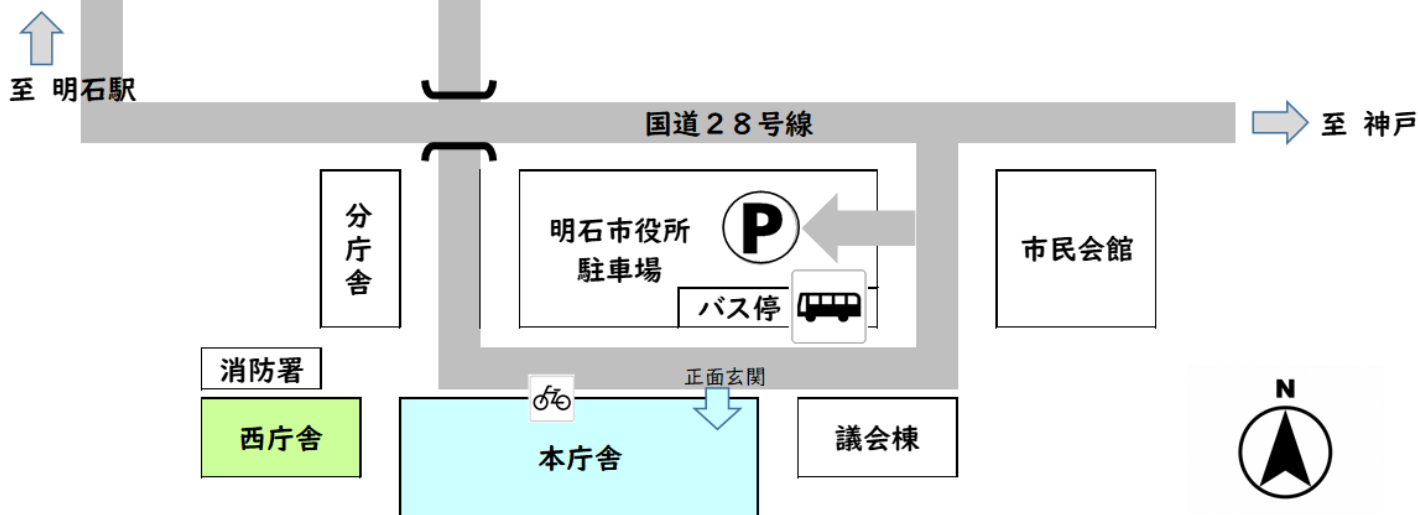 至 明石駅
国道２８号線
至 神戸
分庁舎
明石市役所
駐車場
P
市民会館
バス停
消防署
正面玄関
西庁舎
本庁舎
議会棟
N